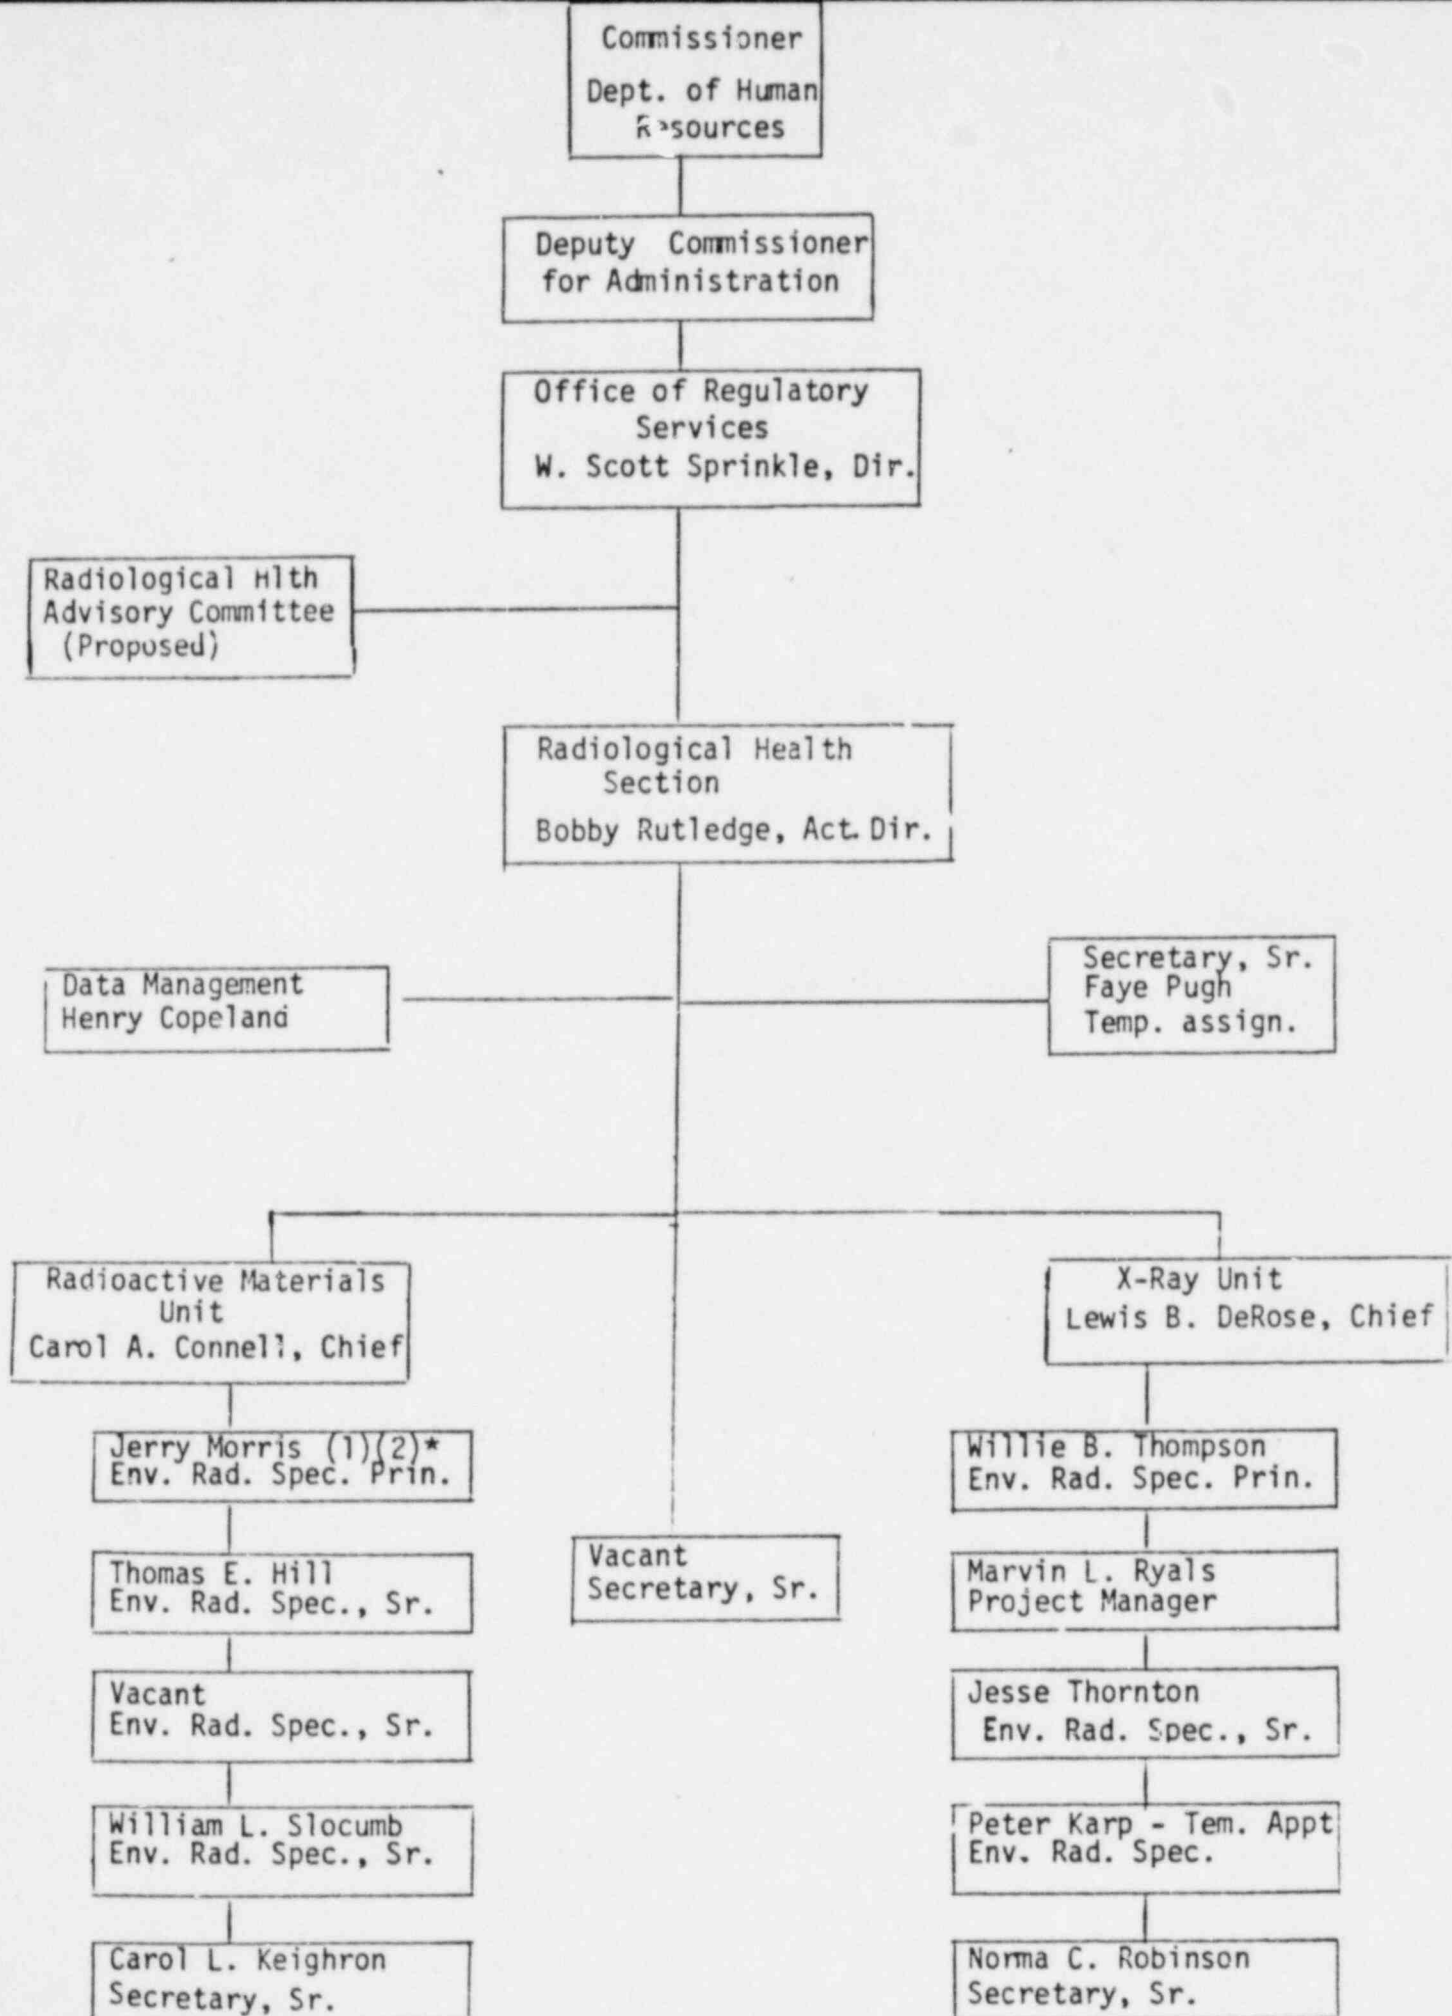 Commissioner
Dept. of Human
Resources
Deputy Commissioner
for Administration
Office of Regulatory
Services
W. Scott Sprinkle, Dir.
Radiological Hlth
Advisory Committee
(Proposed)
Radiological Health
Section
Bobby Rutledge, Act. Dir.
Data Management
Henry Copeland
Secretary, Sr.
Faye Pugh
Temp. assign.
Radioactive Materials
Unit
Carol A. Connell, Chief
X-Ray Unit
Lewis B. DeRose, Chief
Jerry Morris (1)(2)*
Env. Rad. Spec. Prin.
Thomas E. Hill
Env. Rad. Spec., Sr.
Vacant
Env. Rad. Spec., Sr.
William L. Slocumb
Env. Rad. Spec., Sr.
Carol L. Keighron
Secretary, Sr.
Vacant
Secretary, Sr.
Willie B. Thompson
Env. Rad. Spec. Prin.
Marvin L. Ryals
Project Manager
Jesse Thornton
Env. Rad. Spec., Sr.
Peter Karp - Tem. Appt
Env. Rad. Spec.
Norma C. Robinson
Secretary, Sr.